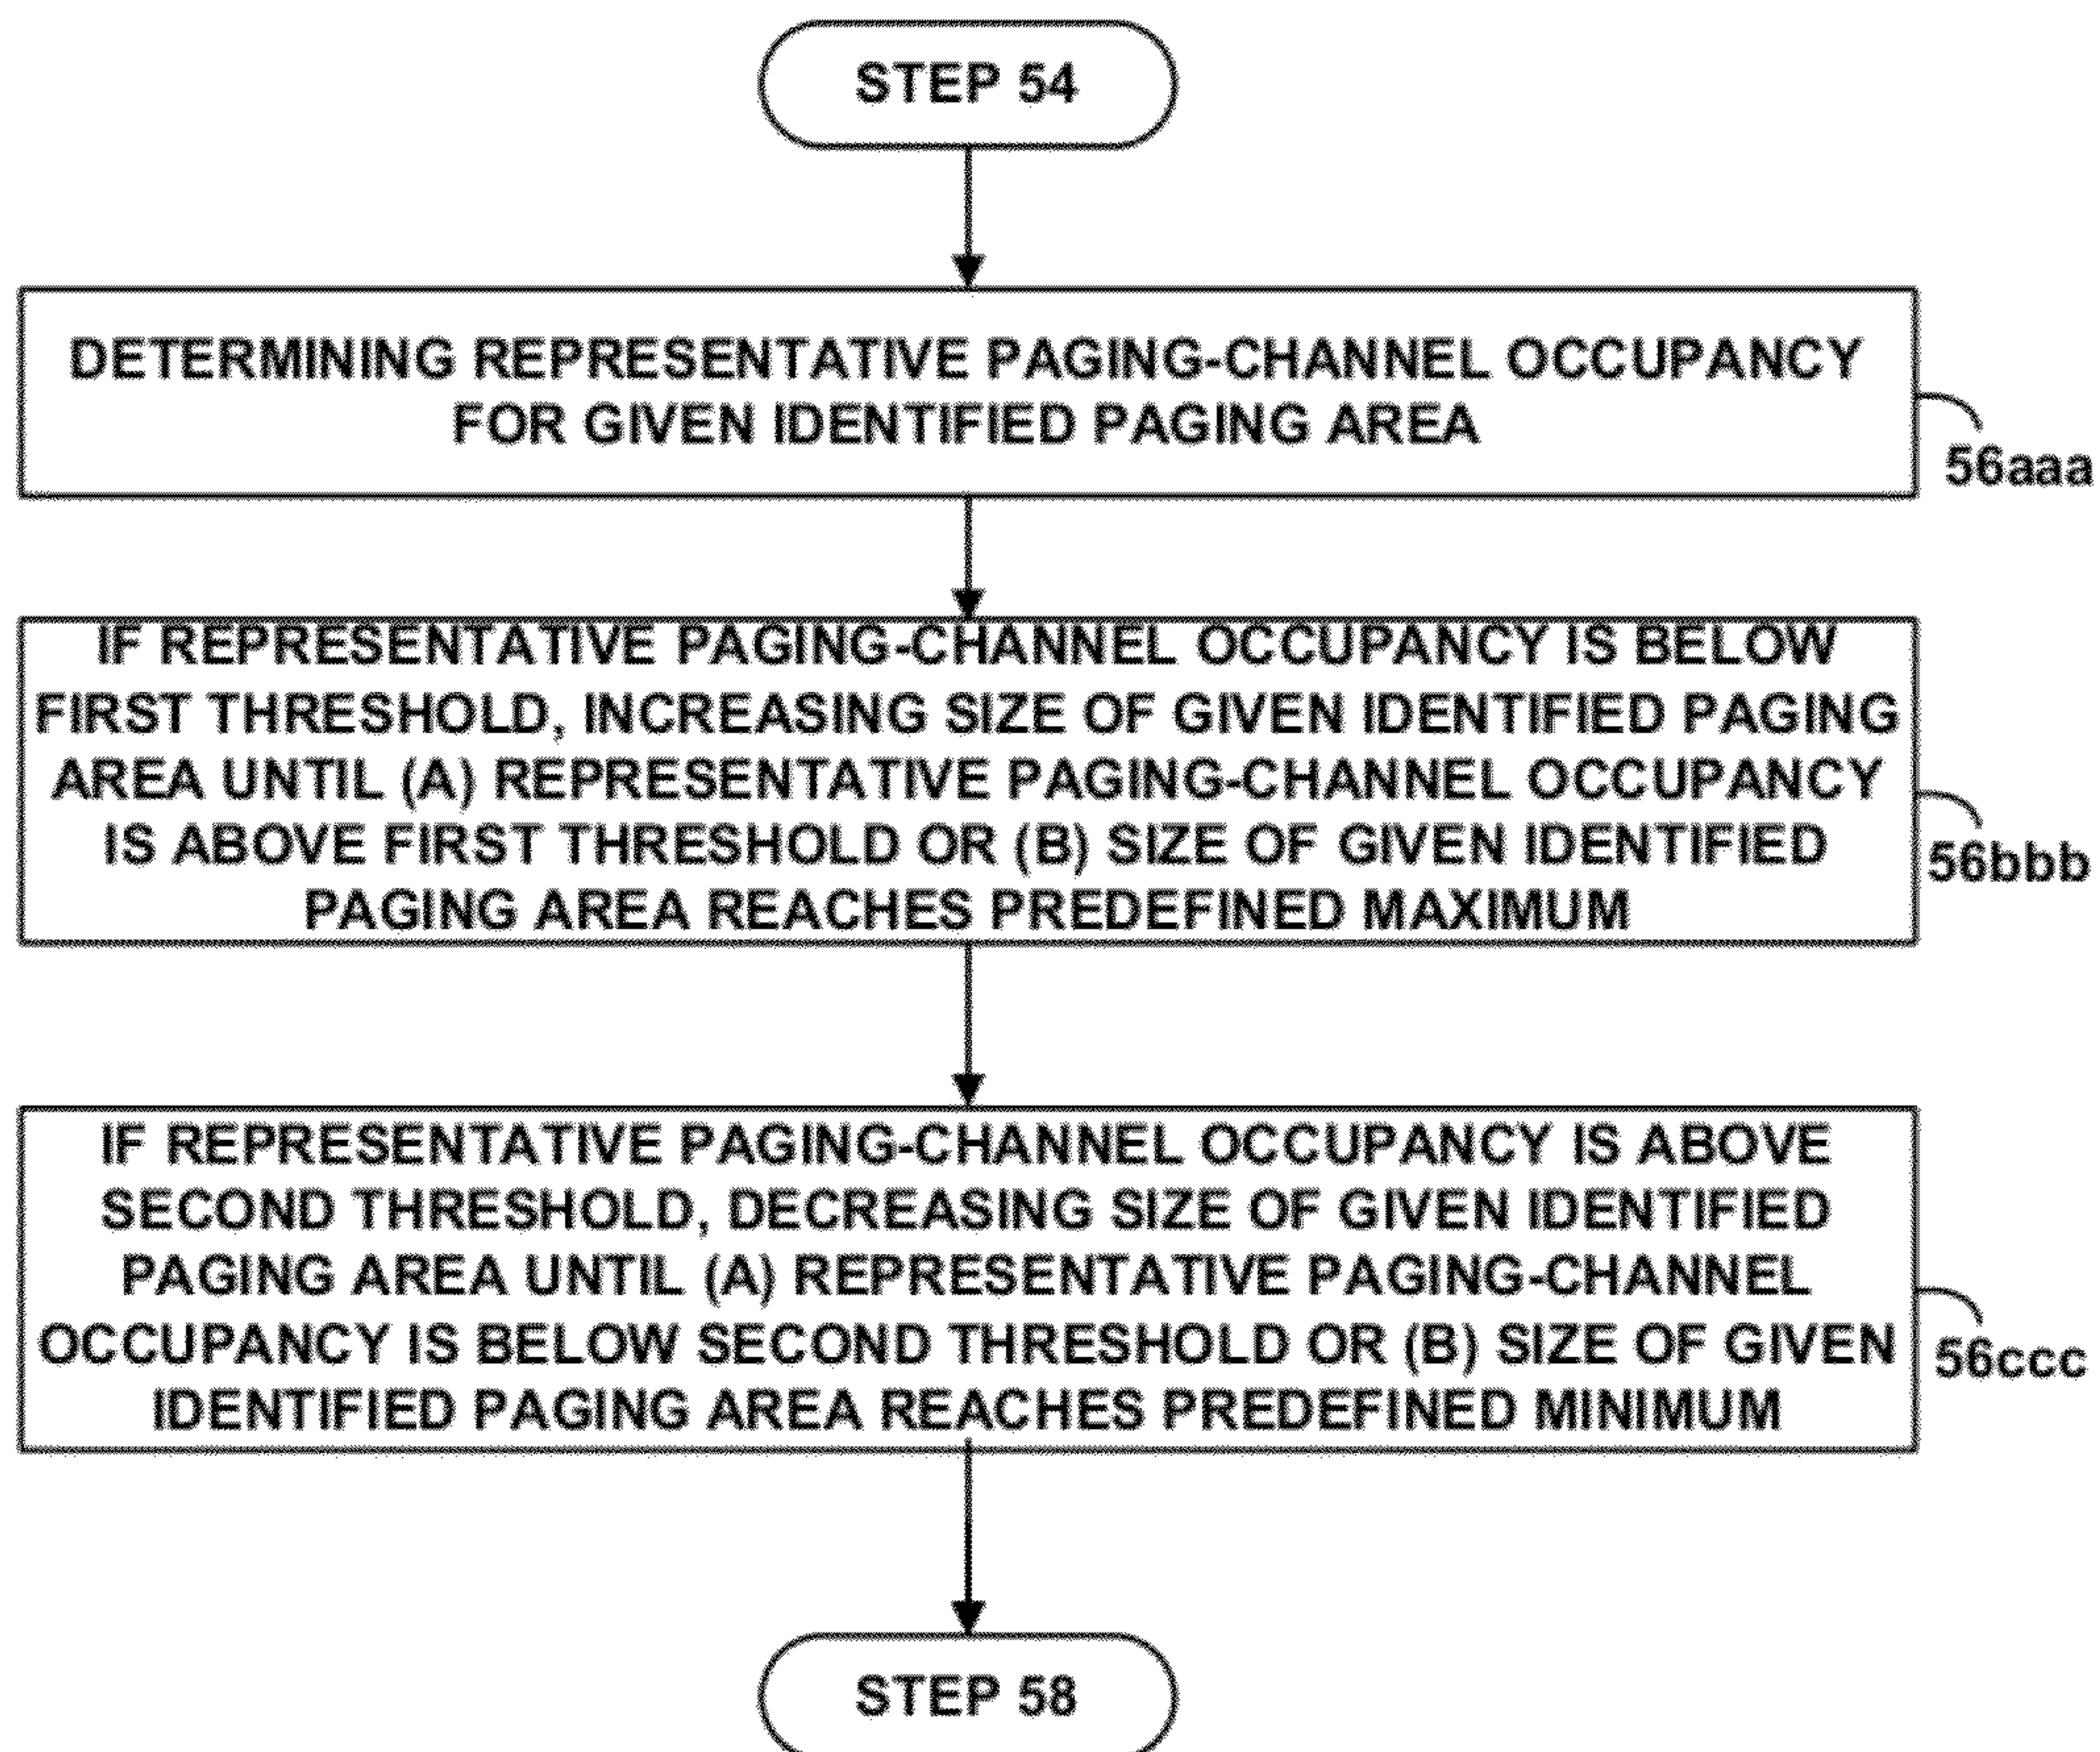 STEP 54
DETERMINING REPRESENTATIVE PAGING-CHANNEL OCCUPANCY
FOR GIVEN IDENTIFIED PAGING AREA
56aaa
IF REPRESENTATIVE PAGING-CHANNEL OCCUPANCY IS BELOW
FIRST THRESHOLD, INCREASING SIZE OF GIVEN IDENTIFIED PAGING
AREA UNTIL (A) REPRESENTATIVE PAGING-CHANNEL OCCUPANCY
IS ABOVE FIRST THRESHOLD OR (B) SIZE OF GIVEN IDENTIFIED
PAGING AREA REACHES PREDEFINED MAXIMUM
56bbb
IF REPRESENTATIVE PAGING-CHANNEL OCCUPANCY IS ABOVE
SECOND THRESHOLD, DECREASING SIZE OF GIVEN IDENTIFIED
PAGING AREA UNTIL (A) REPRESENTATIVE PAGING-CHANNEL
OCCUPANCY IS BELOW SECOND THRESHOLD OR (B) SIZE OF GIVEN
IDENTIFIED PAGING AREA REACHES PREDEFINED MINIMUM
56ccc
STEP 58